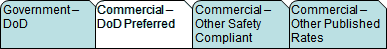 Government –
DoD
Commercial –
DoD Preferred
Commercial –
Other Safety
Compliant
Commercial –
Other Published
Rates